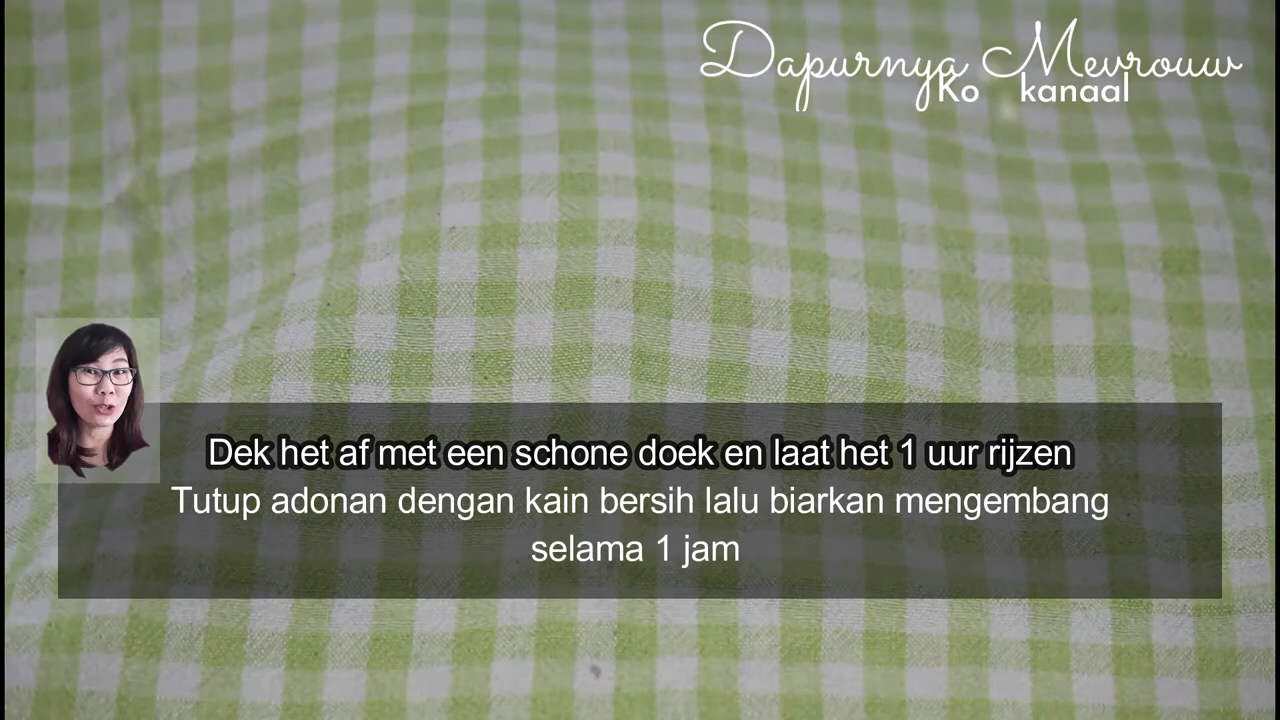 Dapurnya Mevrouw
Ko kanaal
Dek het af met een schone doek en laat het 1 uur rijzen
Tutup adonan dengan kain bersih lalu biarkan mengembang
selama 1 jam